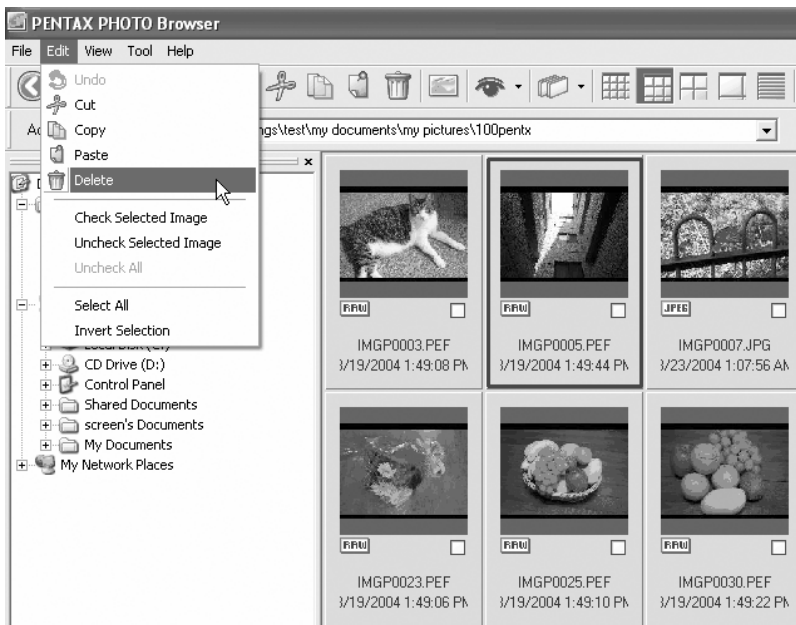 PENTAX PHOTO Browser
File Edit View Tool Help
Undo
Cut
Copy
Paste
Delete
Check Selected Image
Uncheck Selected Image
Uncheck All
Select All
Invert Selection
ngs\test\my documents\my pictures\100pentx
CD Drive (D:)
Control Panel
Shared Documents
screen's Documents
My Documents
My Network Places
RAW
RAW
JPEG
IMGP0003.PEF
IMGP0005.PEF
IMGP0007.JPG
3/19/2004 1:49:08 PM
3/19/2004 1:49:44 PM
3/23/2004 1:07:56 AM
RAW
RAW
RAW
IMGP0023.PEF
IMGP0025.PEF
IMGP0030.PEF
3/19/2004 1:49:06 PM
3/19/2004 1:49:10 PM
3/19/2004 1:49:22 PM